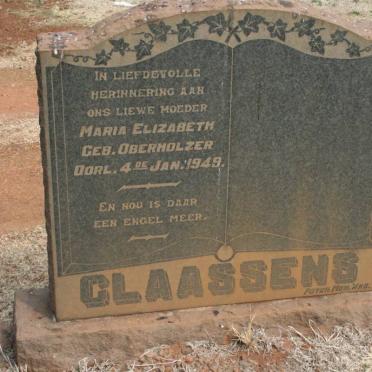 IN LIEFDEVOLLE
HERINNERING AAN
ONS LIEWE MOEDER
MARIA ELIZABETH
GEB. OBERHOLZER
OORL. 4DE JAN. 1949.
EN NOU IS DAAR
EEN ENGEL MEER.
CLAASSENS